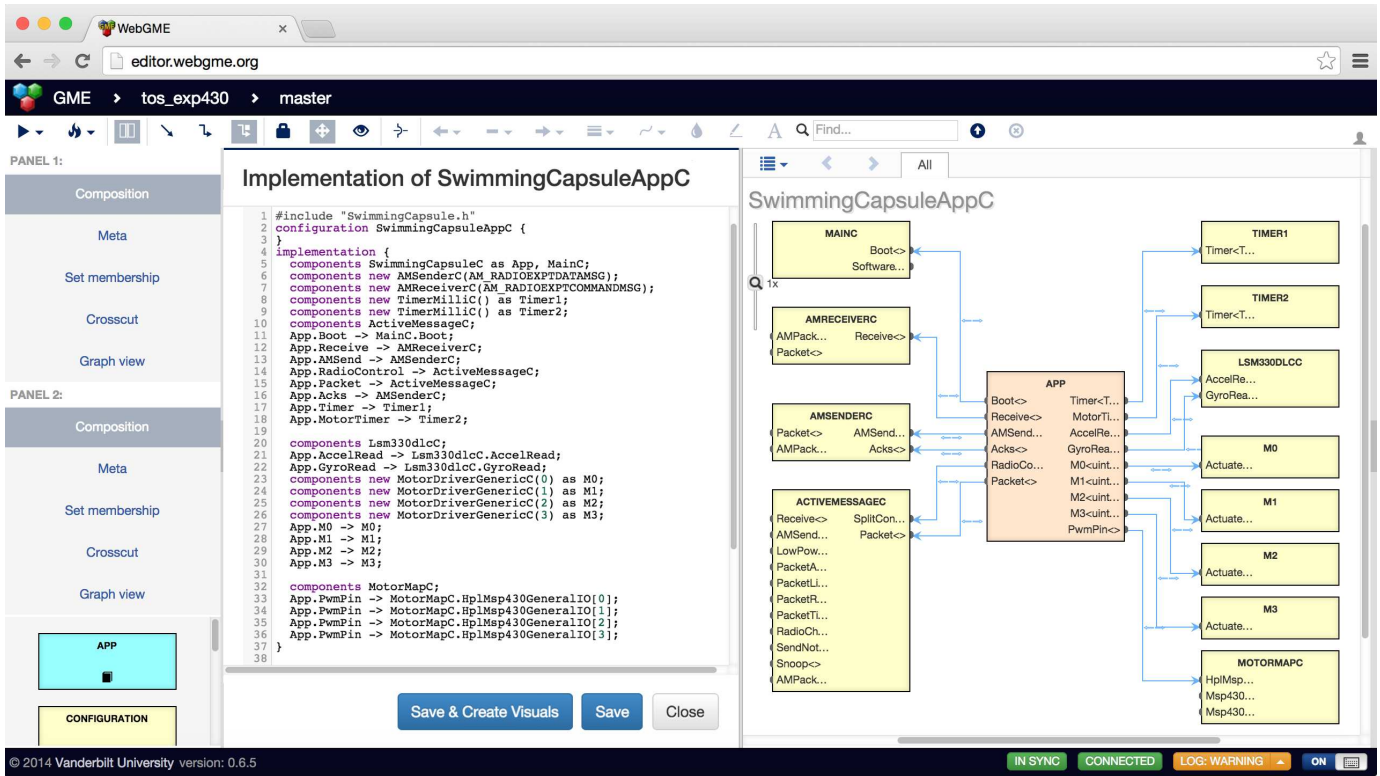 WebGME
editor.webgme.org
GME > tos_exp430 > master
A Find...
PANEL 1:
Composition
Meta
Set membership
Crosscut
Graph view
PANEL 2:
Composition
Meta
Set membership
Crosscut
Graph view
APP
CONFIGURATION
Implementation of SwimmingCapsuleAppC
1 #include "SwimmingCapsule.h"
2 configuration SwimmingCapsuleAppC {
3 }
4 implementation {
5 components SwimmingCapsuleC as App, MainC;
6 components new AMSenderC(AM_RADIOEXPTDATAMSG);
7 components new AMReceiverC(AM_RADIOEXPTCOMMANDMSG);
8 components new TimerMilliC() as Timer1;
9 components new TimerMilliC() as Timer2;
10 components ActiveMessageC;
11 App.Boot -> MainC.Boot;
12 App.Receive -> AMReceiverC;
13 App.AMSend -> AMSenderC;
14 App.RadioControl -> ActiveMessageC;
15 App.Packet -> ActiveMessageC;
16 App.Acks -> AMSenderC;
17 App.Timer -> Timer1;
18 App.MotorTimer -> Timer2;
19
20 components Lsm330dlcC;
21 App.AccelRead -> Lsm330dlcC.AccelRead;
22 App.GyroRead -> Lsm330dlcC.GyroRead;
23 components new MotorDriverGenericC(0) as M0;
24 components new MotorDriverGenericC(1) as M1;
25 components new MotorDriverGenericC(2) as M2;
26 components new MotorDriverGenericC(3) as M3;
27 App.M0 -> M0;
28 App.M1 -> M1;
29 App.M2 -> M2;
30 App.M3 -> M3;
31
32 components MotorMapC;
33 App.PwmPin -> MotorMapC.HplMsp430GeneralIO[0];
34 App.PwmPin -> MotorMapC.HplMsp430GeneralIO[1];
35 App.PwmPin -> MotorMapC.HplMsp430GeneralIO[2];
36 App.PwmPin -> MotorMapC.HplMsp430GeneralIO[3];
37 }
38
Save & Create Visuals Save Close
All
SwimmingCapsuleAppC
1x
MAINC
Boot<>
Software...
AMRECEIVERC
AMPack... Receive<>
Packet<>
AMSENDERC
Packet<> AMSend...
AMPack... Acks<>
ACTIVEMESSAGEC
Receive<> SplitCon...
AMSend... Packet<>
LowPow...
PacketA...
PacketLi...
PacketR...
PacketTi...
RadioCh...
SendNot...
Snoop<>
AMPack...
APP
Boot<> Timer<T...
Receive<> MotorTi...
AMSend... AccelRe...
Acks<> GyroRea...
RadioCo... M0<uint...
Packet<> M1<uint...
M2<uint...
M3<uint...
PwmPin<>
TIMER1
Timer<T...
TIMER2
Timer<T...
LSM330DLCC
AccelRe...
GyroRea...
M0
Actuate...
M1
Actuate...
M2
Actuate...
M3
Actuate...
MOTORMAPC
HplMsp...
Msp430...
Msp430...
© 2014 Vanderbilt University version: 0.6.5
IN SYNC CONNECTED LOG: WARNING ON